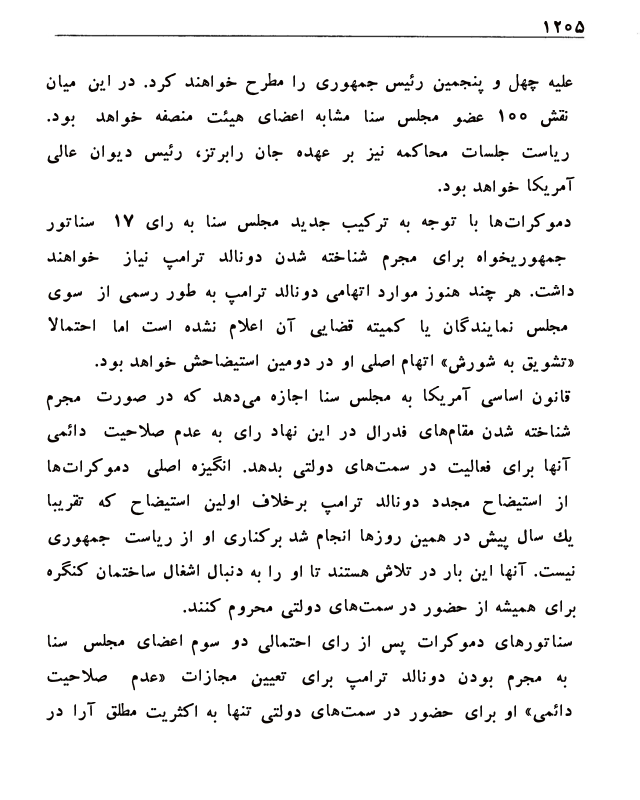 ۱۲۰۵
علیه چهل و پنجمین رئیس جمهوری را مطرح خواهند کرد. در این میان
نقش ۱۰۰ عضو مجلس سنا مشابه اعضای هیئت منصفه خواهد بود.
ریاست جلسات محاکمه نیز بر عهده جان رابرتز، رئیس دیوان عالی
آمریکا خواهد بود.
دموکرات‌ها با توجه به ترکیب جدید مجلس سنا به رای ۱۷ سناتور
جمهوریخواه برای مجرم شناخته شدن دونالد ترامپ نیاز خواهند
داشت. هر چند هنوز موارد اتهامی دونالد ترامپ به طور رسمی از سوی
مجلس نمایندگان یا کمیته قضایی آن اعلام نشده است اما احتمالا
«تشویق به شورش» اتهام اصلی او در دومین استیضاحش خواهد بود.
قانون اساسی آمریکا به مجلس سنا اجازه می‌دهد که در صورت مجرم
شناخته شدن مقام‌های فدرال در این نهاد رای به عدم صلاحیت دائمی
آنها برای فعالیت در سمت‌های دولتی بدهد. انگیزه اصلی دموکرات‌ها
از استیضاح مجدد دونالد ترامپ برخلاف اولین استیضاح که تقریبا
یك سال پیش در همین روزها انجام شد برکناری او از ریاست جمهوری
نیست. آنها این بار در تلاش هستند تا او را به دنبال اشغال ساختمان کنگره
برای همیشه از حضور در سمت‌های دولتی محروم کنند.
سناتورهای دموکرات پس از رای احتمالی دو سوم اعضای مجلس سنا
به مجرم بودن دونالد ترامپ برای تعیین مجازات «عدم صلاحیت
دائمی» او برای حضور در سمت‌های دولتی تنها به اکثریت مطلق آرا در